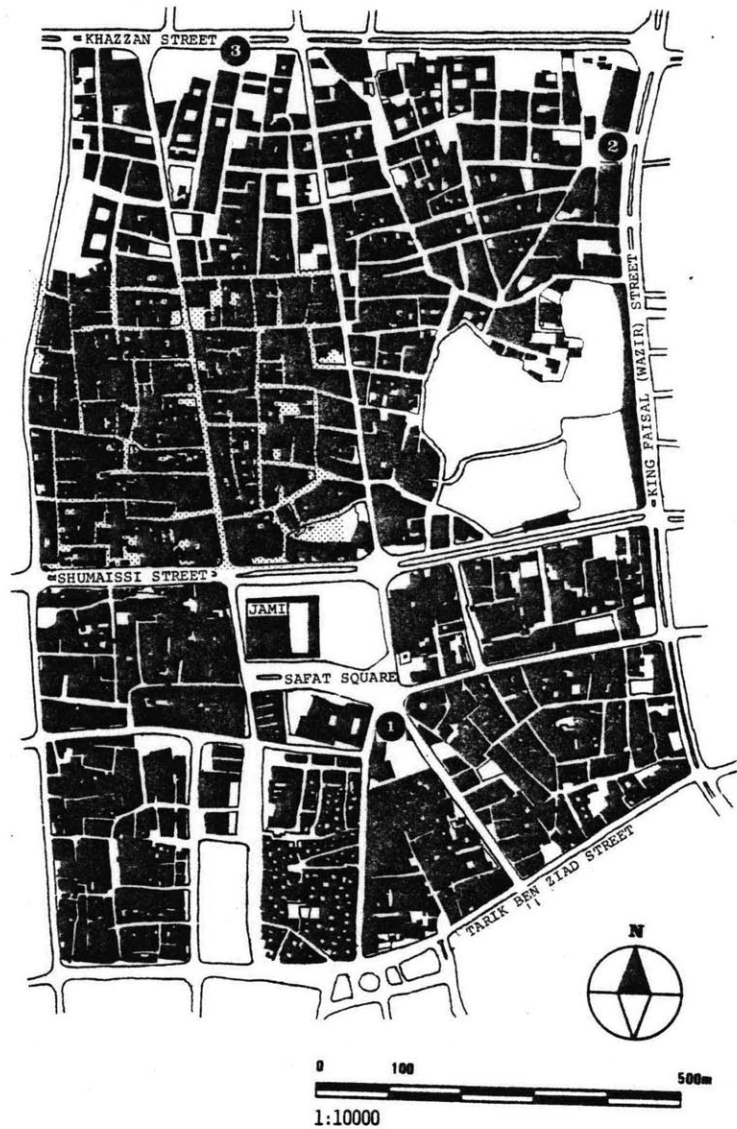 KHAZZAN STREET
3
2
KING FAISAL (WAZIR) STREET
SHUMAISSI STREET
JAMI
SAFAT SQUARE
1
TARIK BEN ZIAD STREET
N
0 100 500m
1:10000